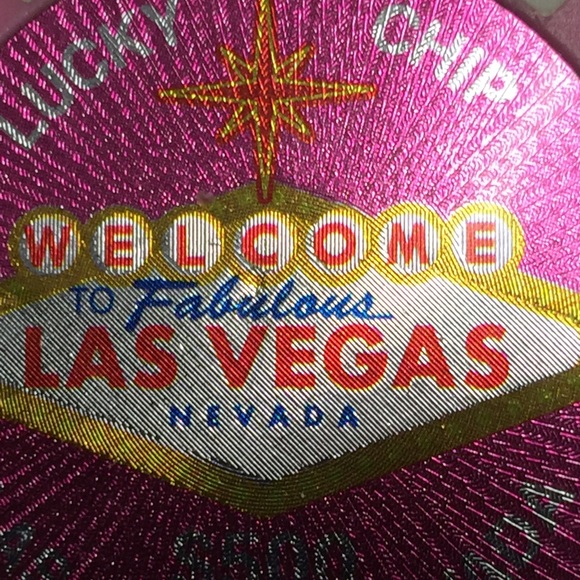 LUCKY CHIP
WELCOME
TO Fabulous
LAS VEGAS
NEVADA